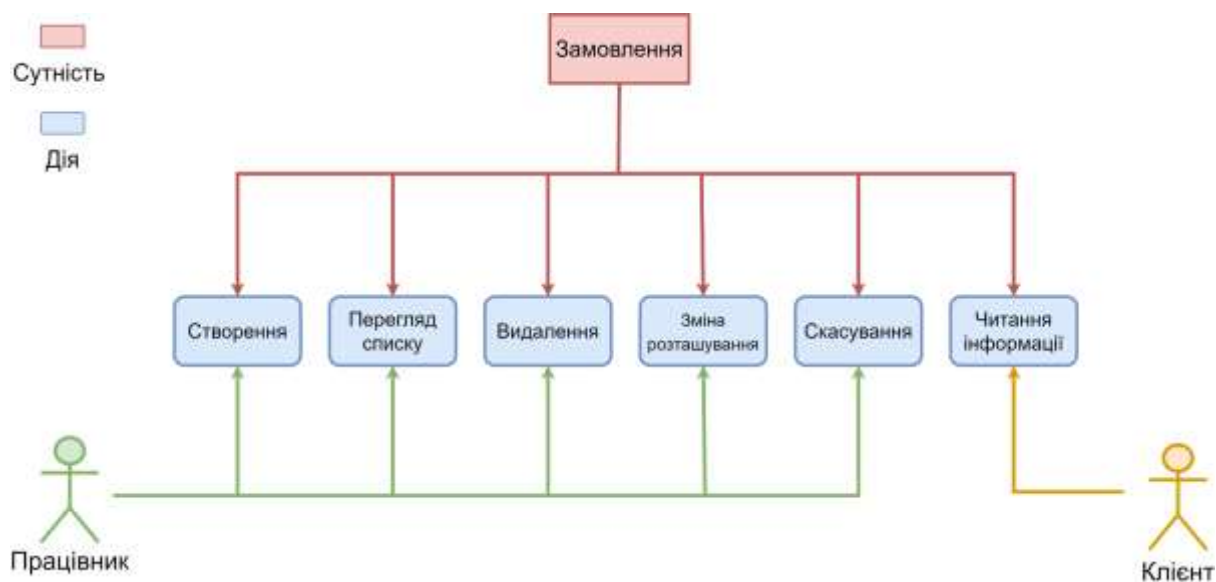 Замовлення
Сутність
Дія
Створення
Перегляд
списку
Видалення
Зміна
розташування
Скасування
Читання
інформації
Працівник
Клієнт